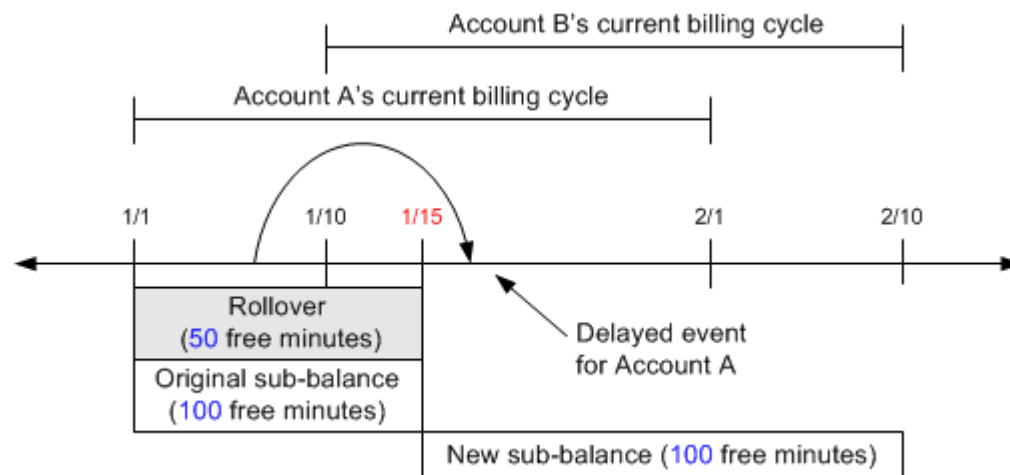 Account B's current billing cycle
Account A's current billing cycle
1/1
1/10
1/15
2/1
2/10
Rollover
(50 free minutes)
Delayed event
for Account A
Original sub-balance
(100 free minutes)
New sub-balance (100 free minutes)